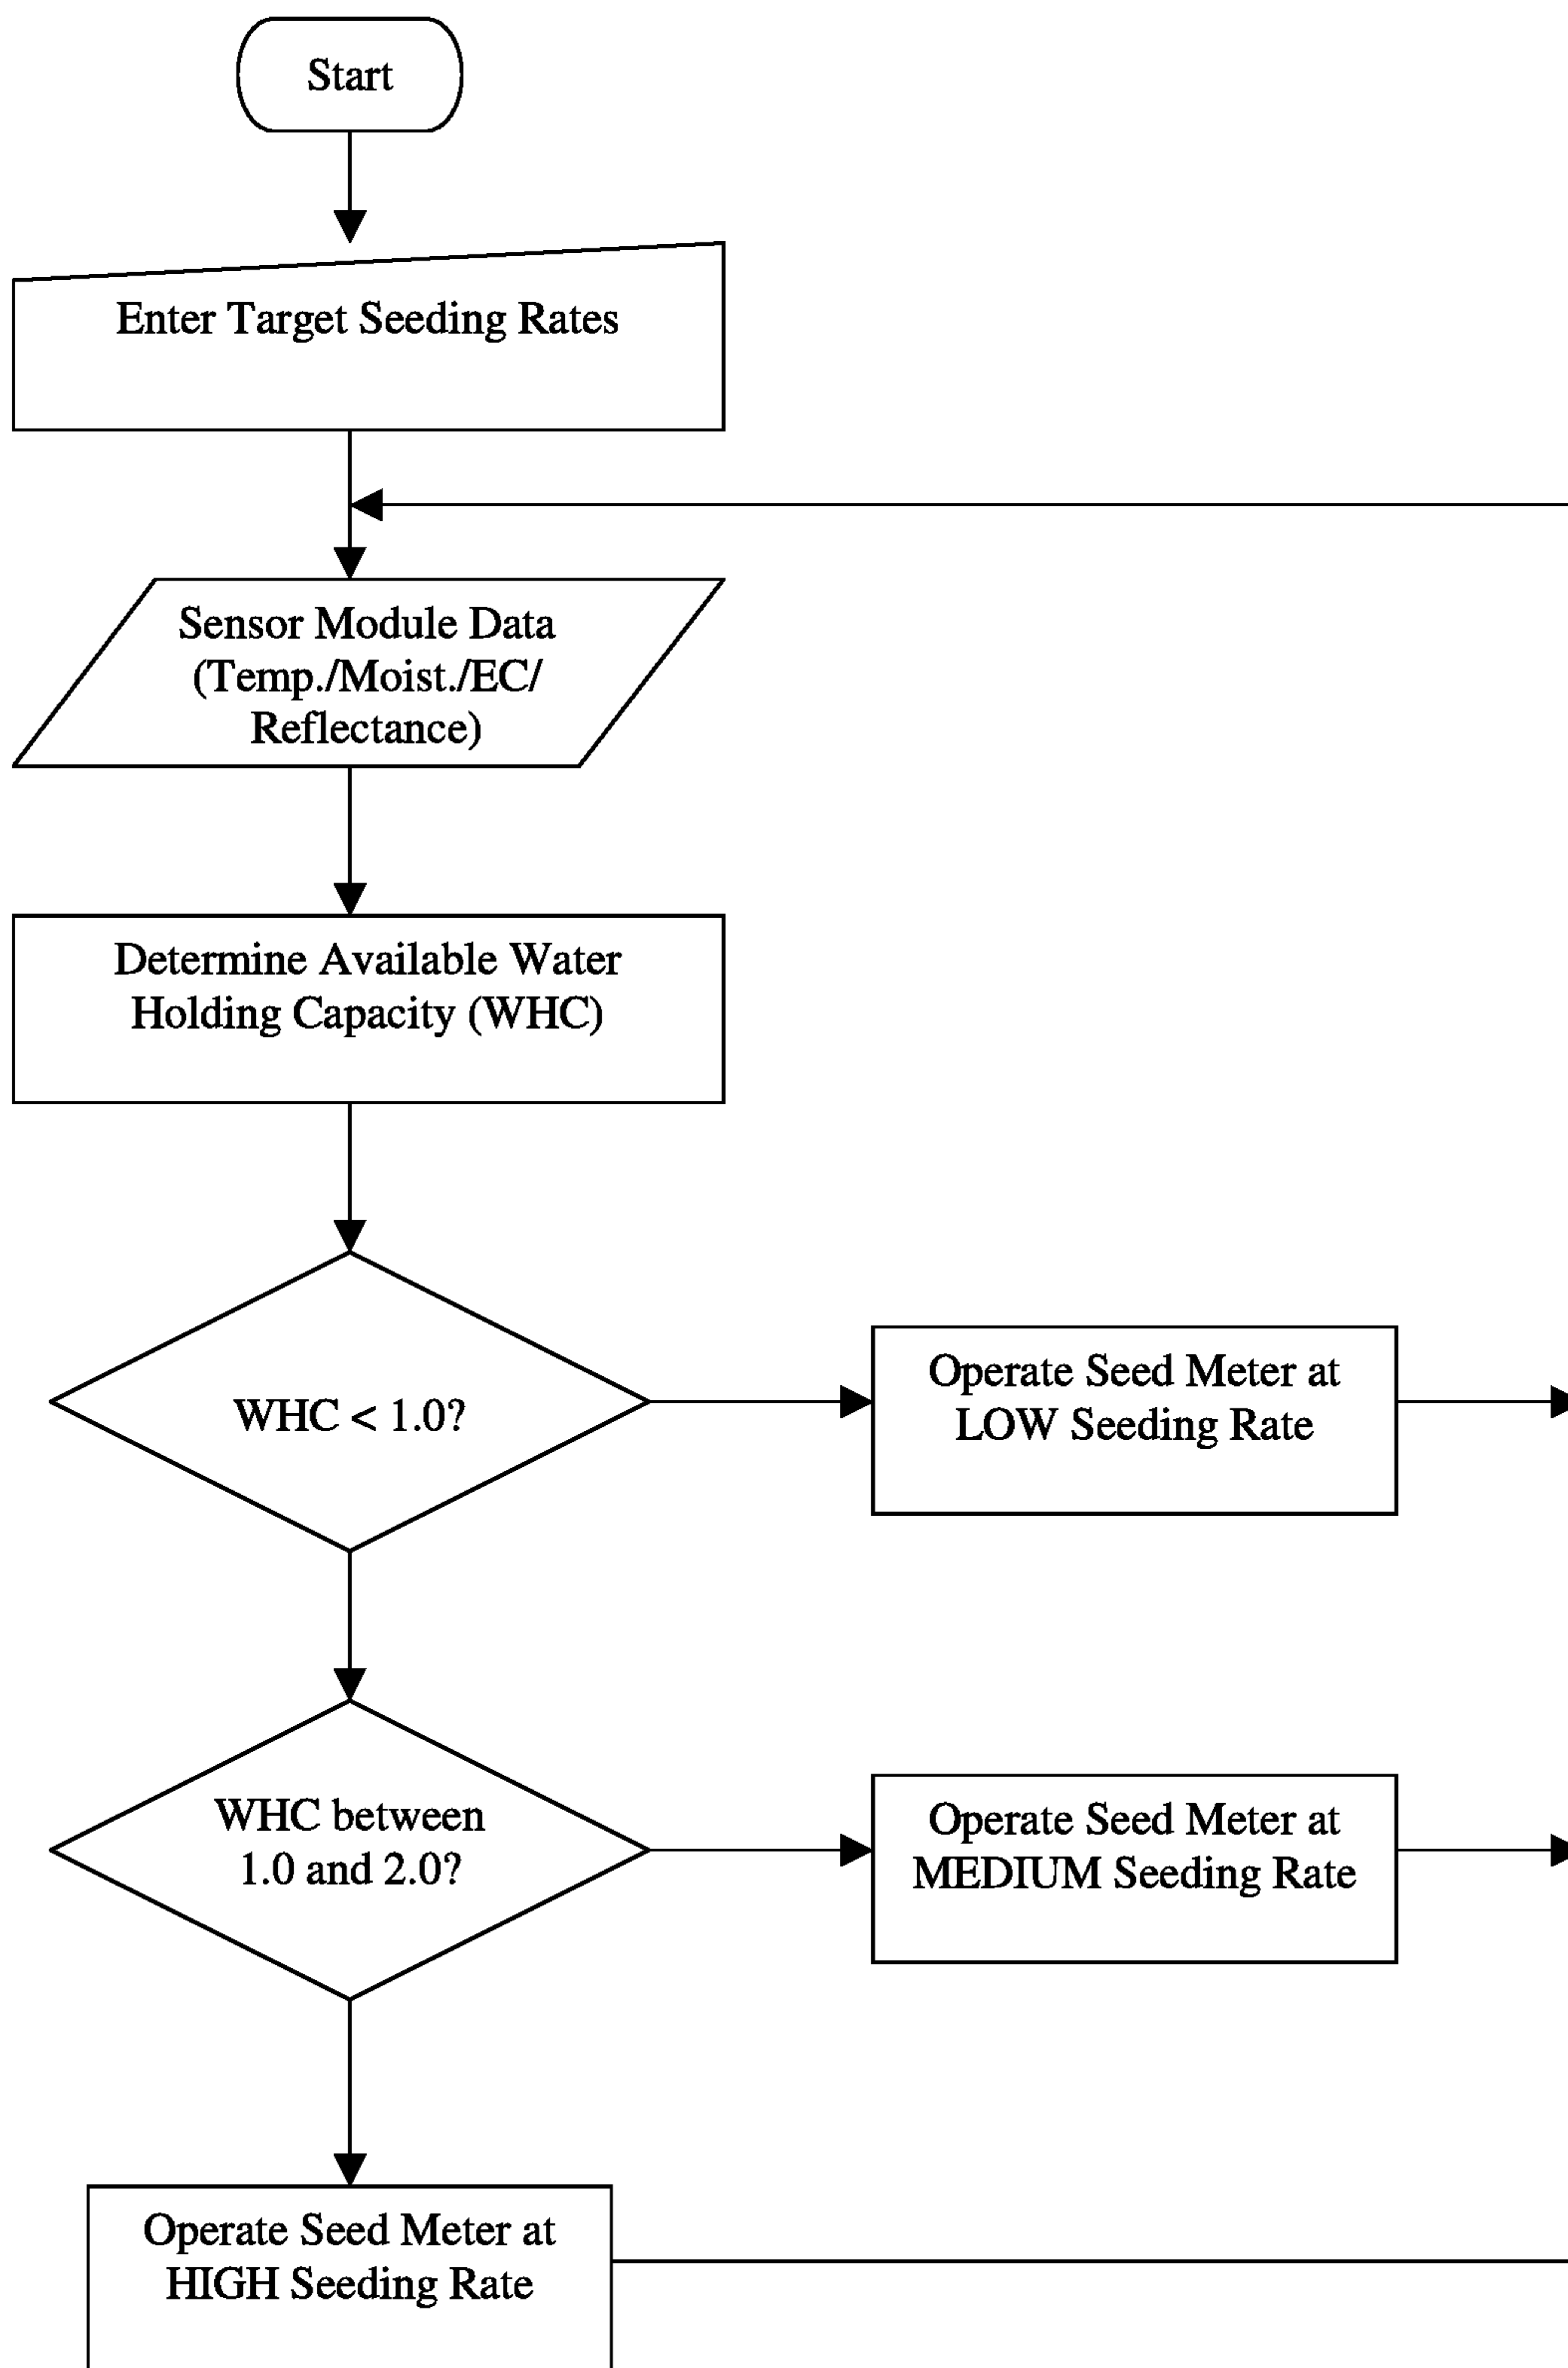 Start
Enter Target Seeding Rates
Sensor Module Data
(Temp./Moist./EC/
Reflectance)
Determine Available Water
Holding Capacity (WHC)
WHC < 1.0?
Operate Seed Meter at
LOW Seeding Rate
WHC between
1.0 and 2.0?
Operate Seed Meter at
MEDIUM Seeding Rate
Operate Seed Meter at
HIGH Seeding Rate